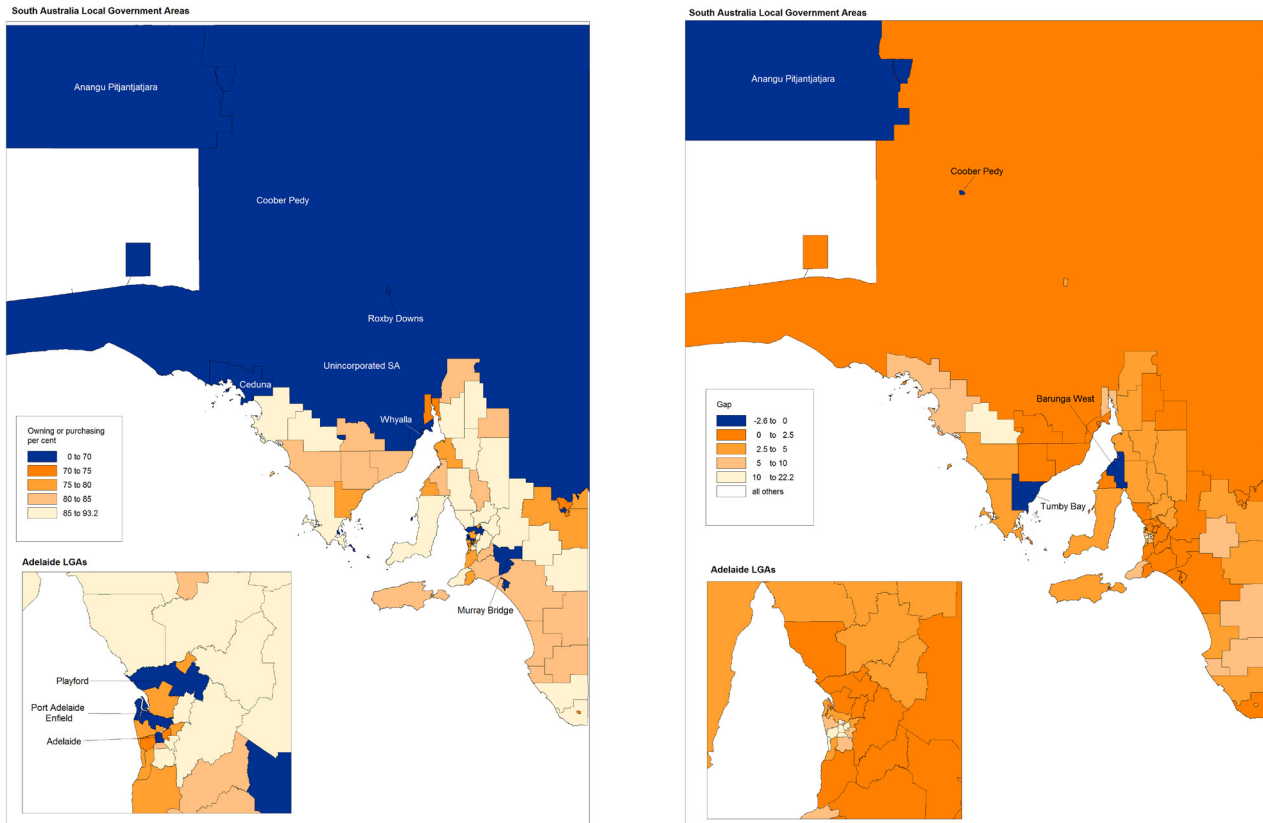 South Australia Local Government Areas
Anangu Pitjantjatjara
Coober Pedy
Roxby Downs
Unincorporated SA
Ceduna
Whyalla
Owning or purchasing
per cent
0 to 70
70 to 75
75 to 80
80 to 85
85 to 93.2
Murray Bridge
Adelaide LGAs
Playford
Port Adelaide
Enfield
Adelaide
South Australia Local Government Areas
Anangu Pitjantjatjara
Coober Pedy
Barunga West
Gap
-2.6 to 0
0 to 2.5
2.5 to 5
5 to 10
10 to 22.2
all others
Tumby Bay
Adelaide LGAs